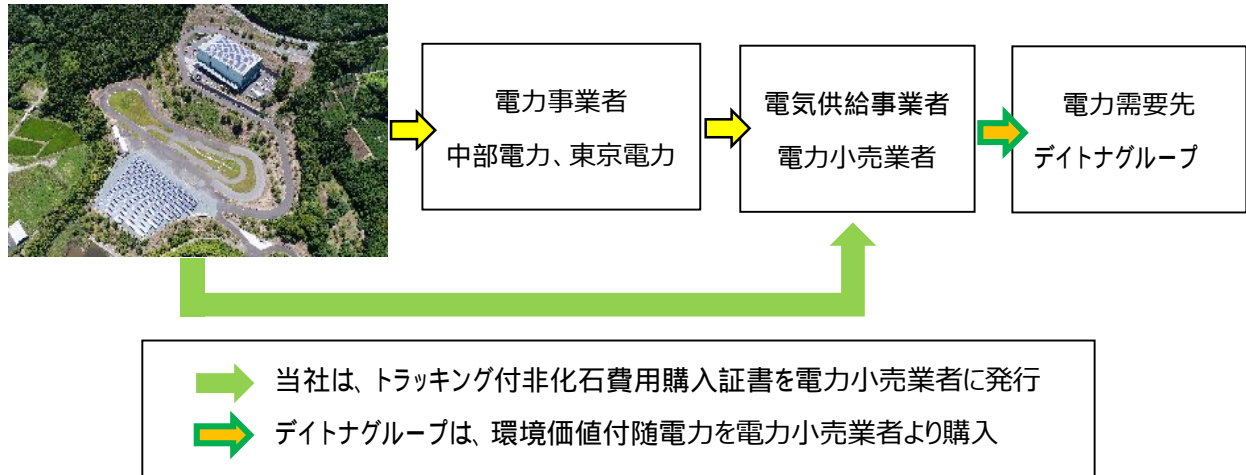 電力事業者
中部電力、東京電力
電気供給事業者
電力小売業者
電力需要先
デイトナグループ
当社は、トラッキング付非化石費用購入証書を電力小売業者に発行
デイトナグループは、環境価値付随電力を電力小売業者より購入